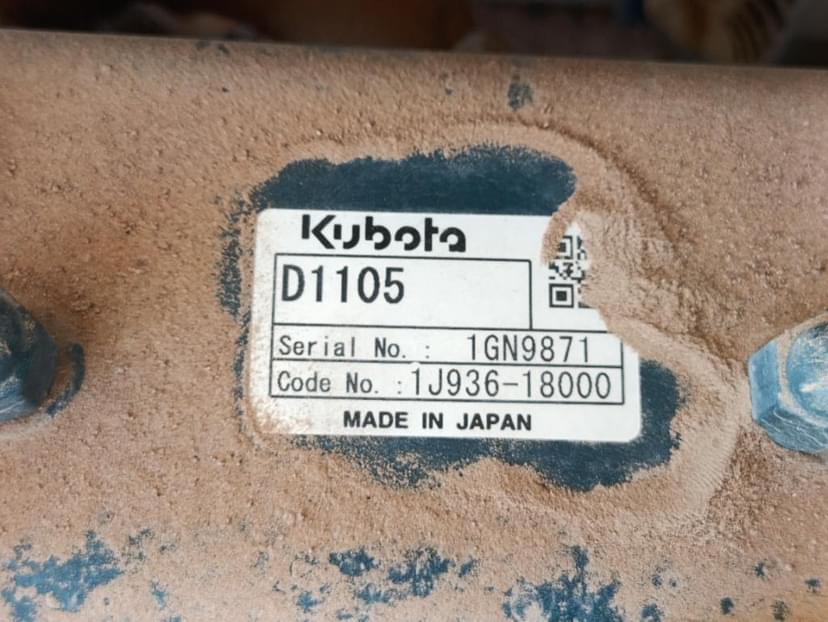 Kubota
D1105
Serial No. : 1GN9871
Code No. :1J936-18000
MADE IN JAPAN